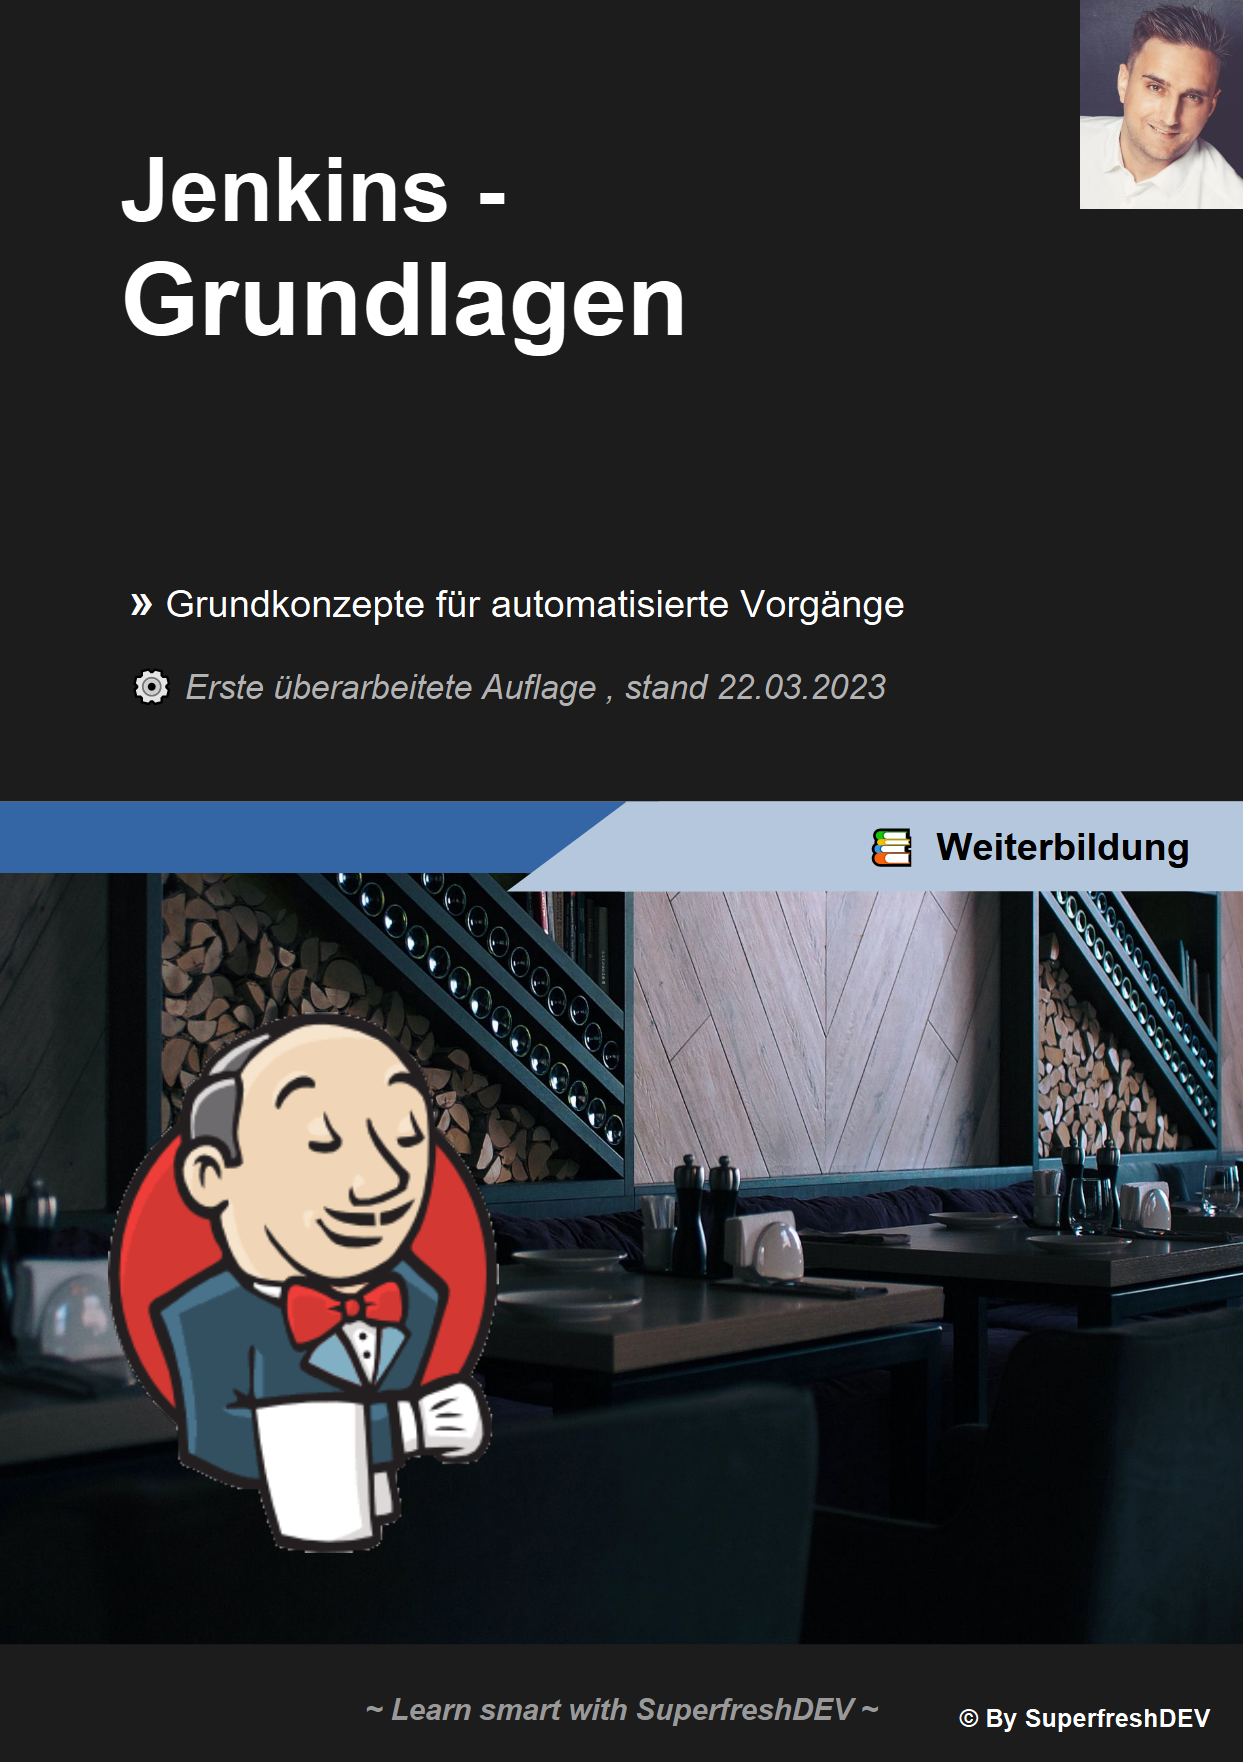 Jenkins -
Grundlagen
» Grundkonzepte für automatisierte Vorgänge
Erste überarbeitete Auflage , stand 22.03.2023
Weiterbildung
~ Learn smart with SuperfreshDEV ~
© By SuperfreshDEV